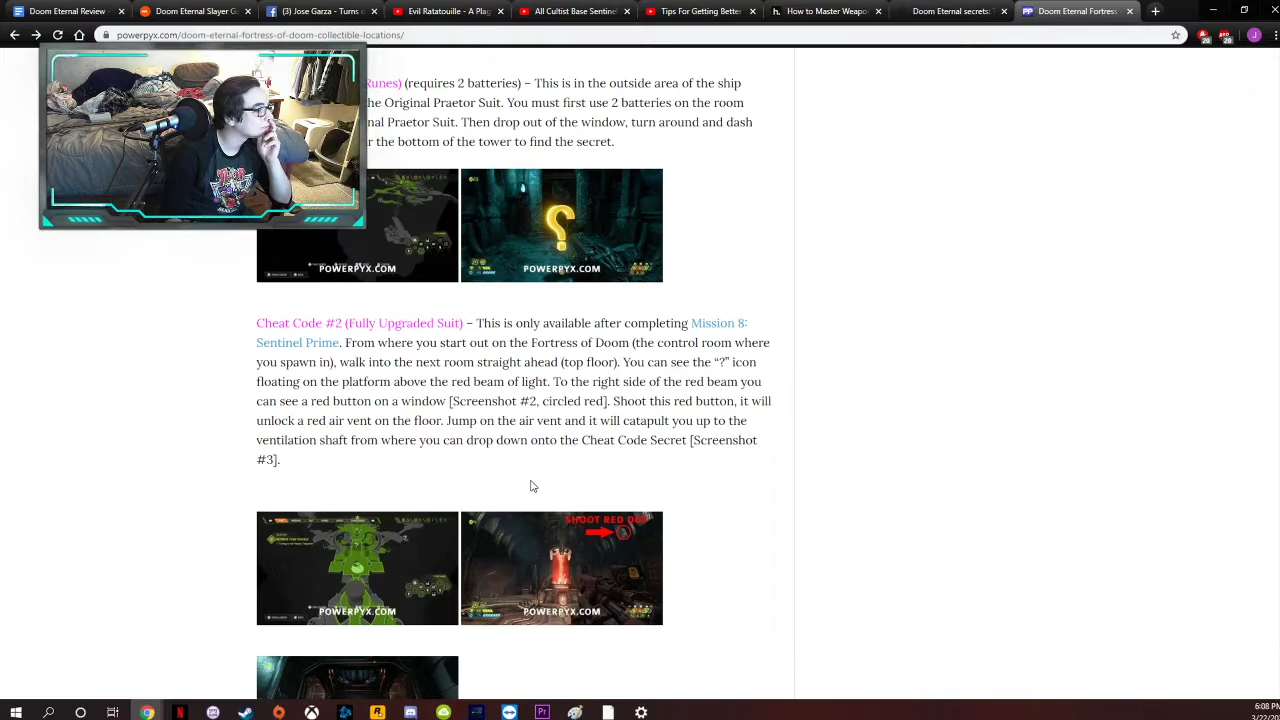 Doom Eternal Review - Doom Eternal Slayer G (3) Jose Garza - Turns o Evil Ratatouille - A Plag All Cultist Bee Sentinel Tips For Getting Better How to Master Doom Eternal Doom Eternal Fortress
powerpyx.com/doom-eternal-fortress-of-doom-collectible-locations/
Runes) (requires 2 batteries) – This is in the outside area of the ship
he Original Praetor Suit. You must first use 2 batteries on the room
nal Praetor Suit. Then drop out of the window, turn around and dash
r the bottom of the tower to find the secret.
POWERPYX.COM POWERPYX.COM
Cheat Code #2 (Fully Upgraded Suit) – This is only available after completing Mission 8:
Sentinel Prime. From where you start out on the Fortress of Doom (the control room where
you spawn in), walk into the next room straight ahead (top floor). You can see the “?” icon
floating on the platform above the red beam of light. To the right side of the red beam you
can see a red button on a window [Screenshot #2, circled red]. Shoot this red button, it will
unlock a red air vent on the floor. Jump on the air vent and it will catapult you up to the
ventilation shaft from where you can drop down onto the Cheat Code Secret [Screenshot
#3].
SHOOT RED DOT
POWERPYX.COM POWERPYX.COM
6:08 PM